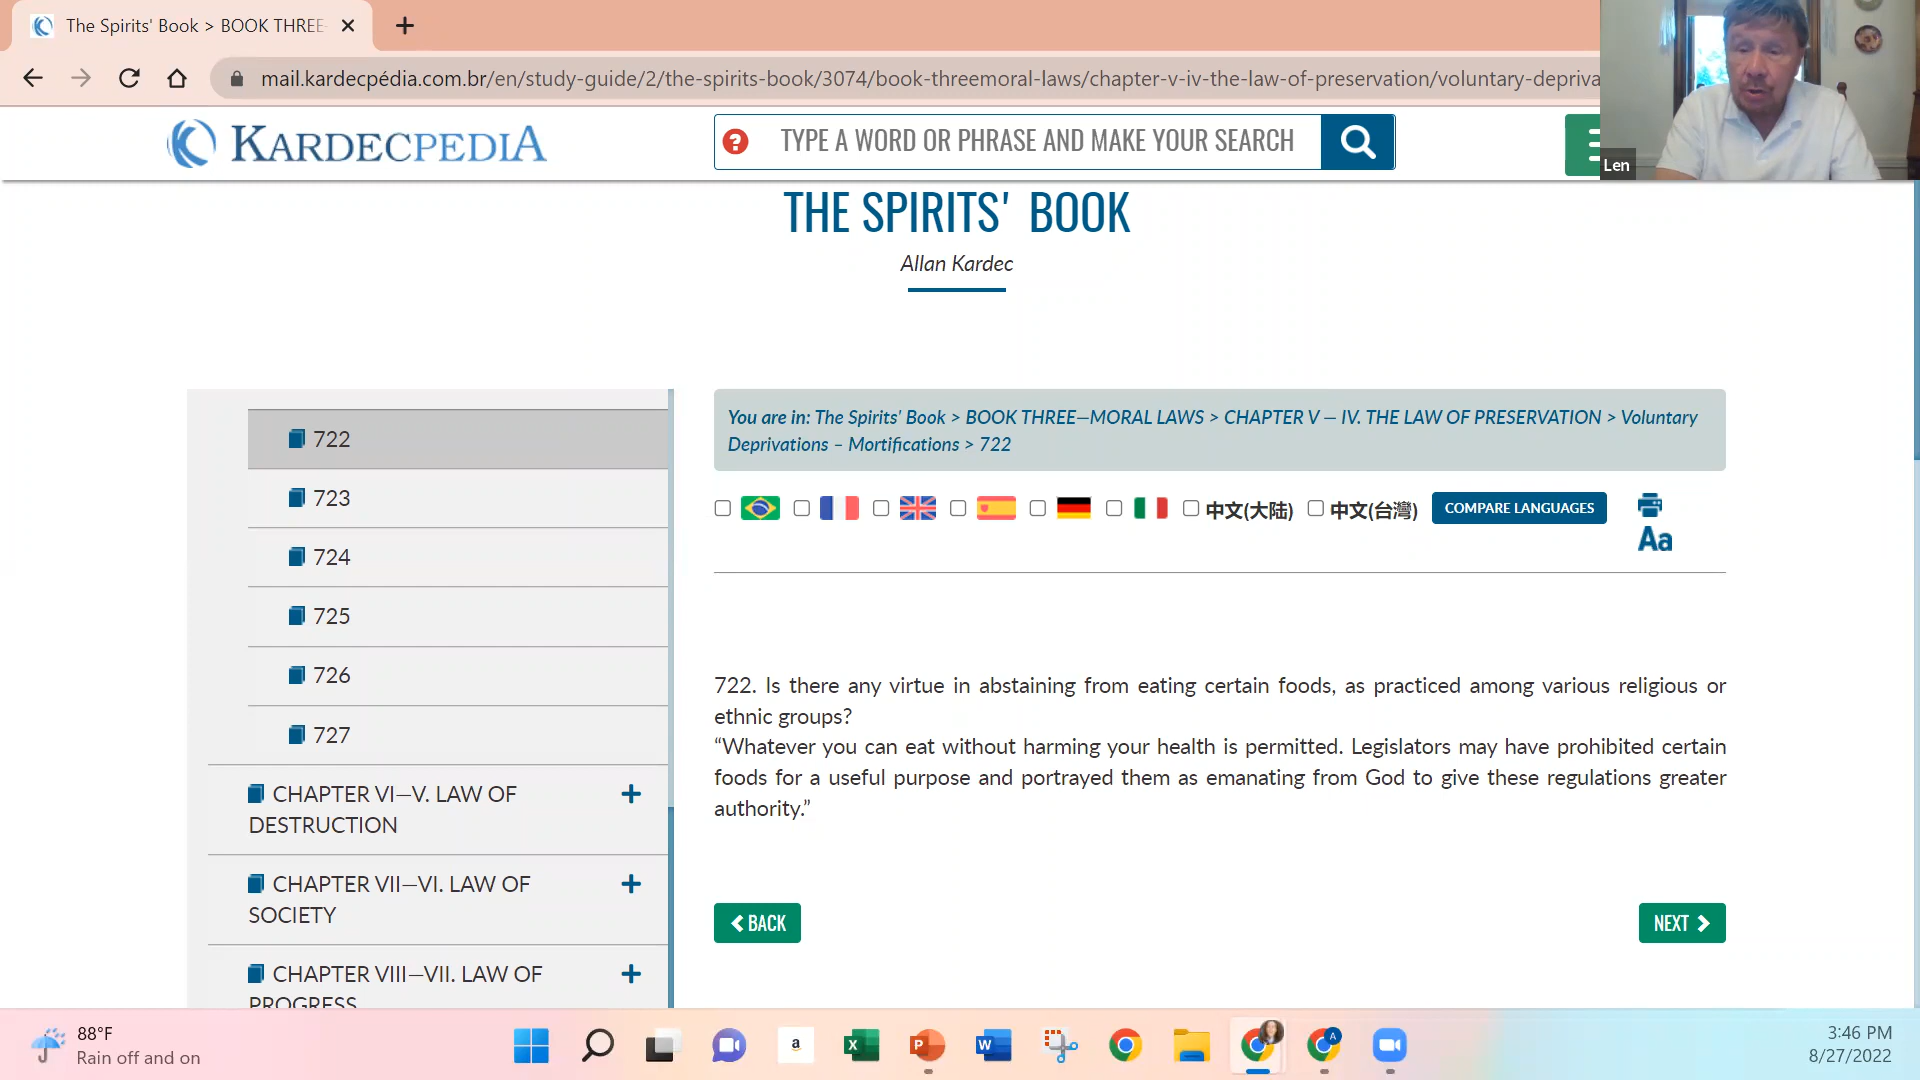 The Spirits' Book > BOOK THREE
mail.kardecpédia.com.br/en/study-guide/2/the-spirits-book/3074/book-threemoral-laws/chapter-v-iv-the-law-of-preservation/voluntary-depriva
KARDECPEDIA
? TYPE A WORD OR PHRASE AND MAKE YOUR SEARCH
Len
THE SPIRITS' BOOK
Allan Kardec
722
723
724
725
726
727
CHAPTER VI—V. LAW OF
DESTRUCTION
CHAPTER VII—VI. LAW OF
SOCIETY
CHAPTER VIII—VII. LAW OF
PROGRESS
You are in: The Spirits' Book > BOOK THREE—MORAL LAWS > CHAPTER V — IV. THE LAW OF PRESERVATION > Voluntary
Deprivations – Mortifications > 722
中文(大陆) 中文(台灣) COMPARE LANGUAGES
Aa
722. Is there any virtue in abstaining from eating certain foods, as practiced among various religious or
ethnic groups?
“Whatever you can eat without harming your health is permitted. Legislators may have prohibited certain
foods for a useful purpose and portrayed them as emanating from God to give these regulations greater
authority.”
BACK
NEXT
88°F
Rain off and on
a
X
P
W
A
3:46 PM
8/27/2022